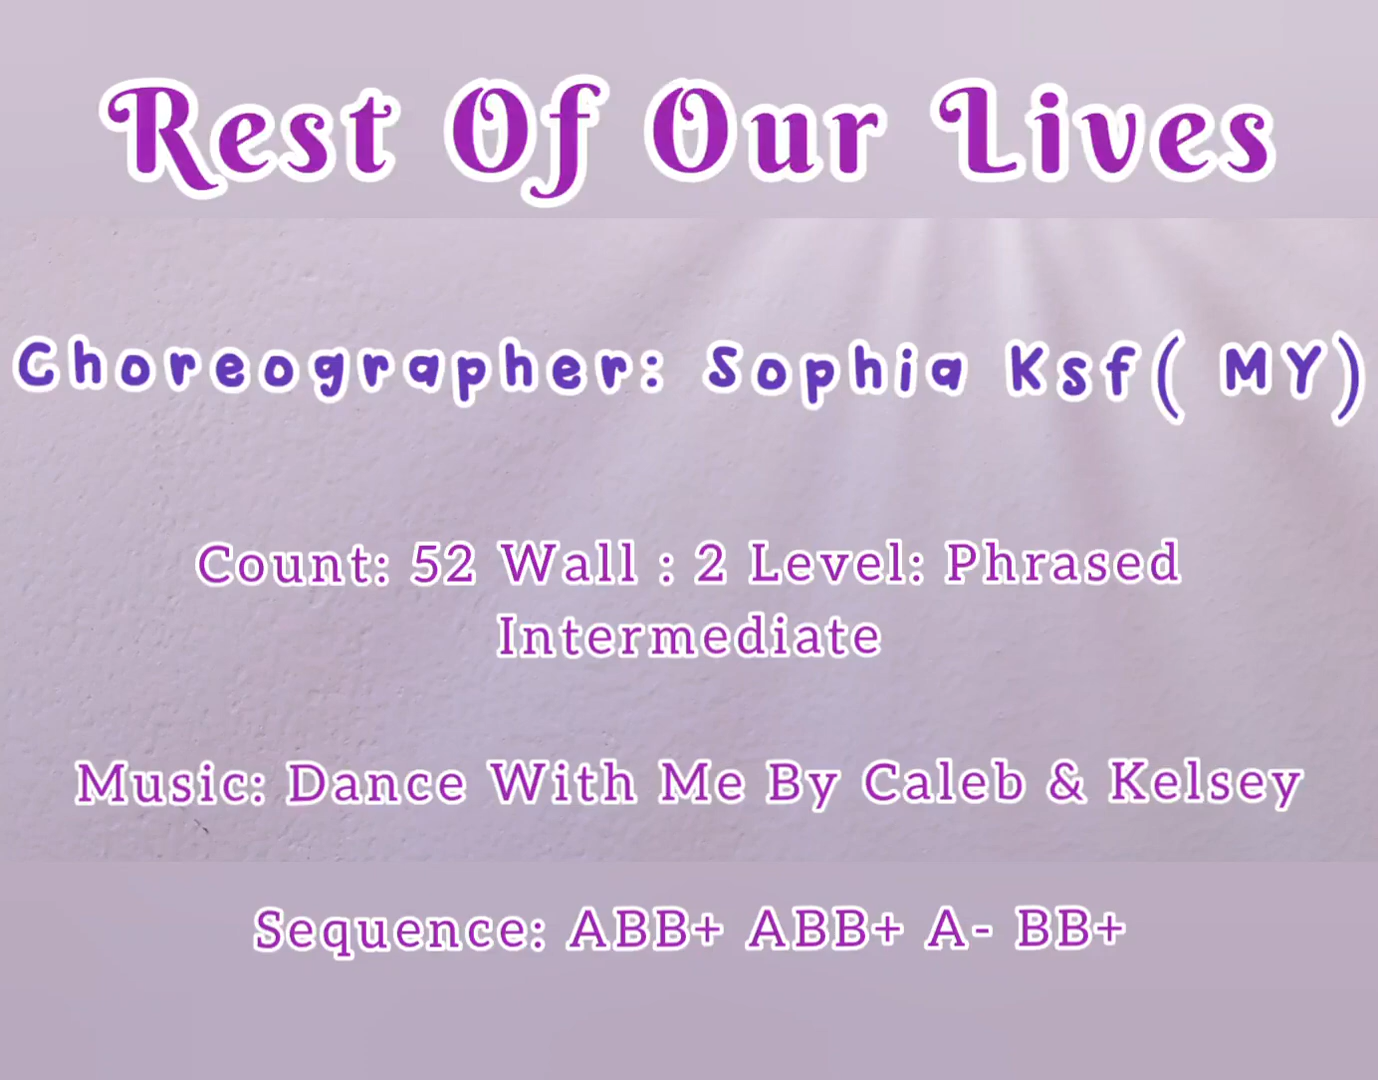 Rest Of Our Lives
Choreographer: Sophia Ksf( MY)
Count: 52 Wall : 2 Level: Phrased
Intermediate
Music: Dance With Me By Caleb & Kelsey
Sequence: ABB+ ABB+ A- BB+